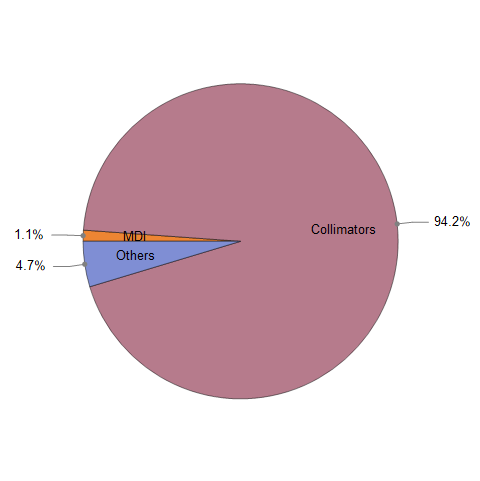 94.2%
Collimators
1.1%
MDI
Others
4.7%